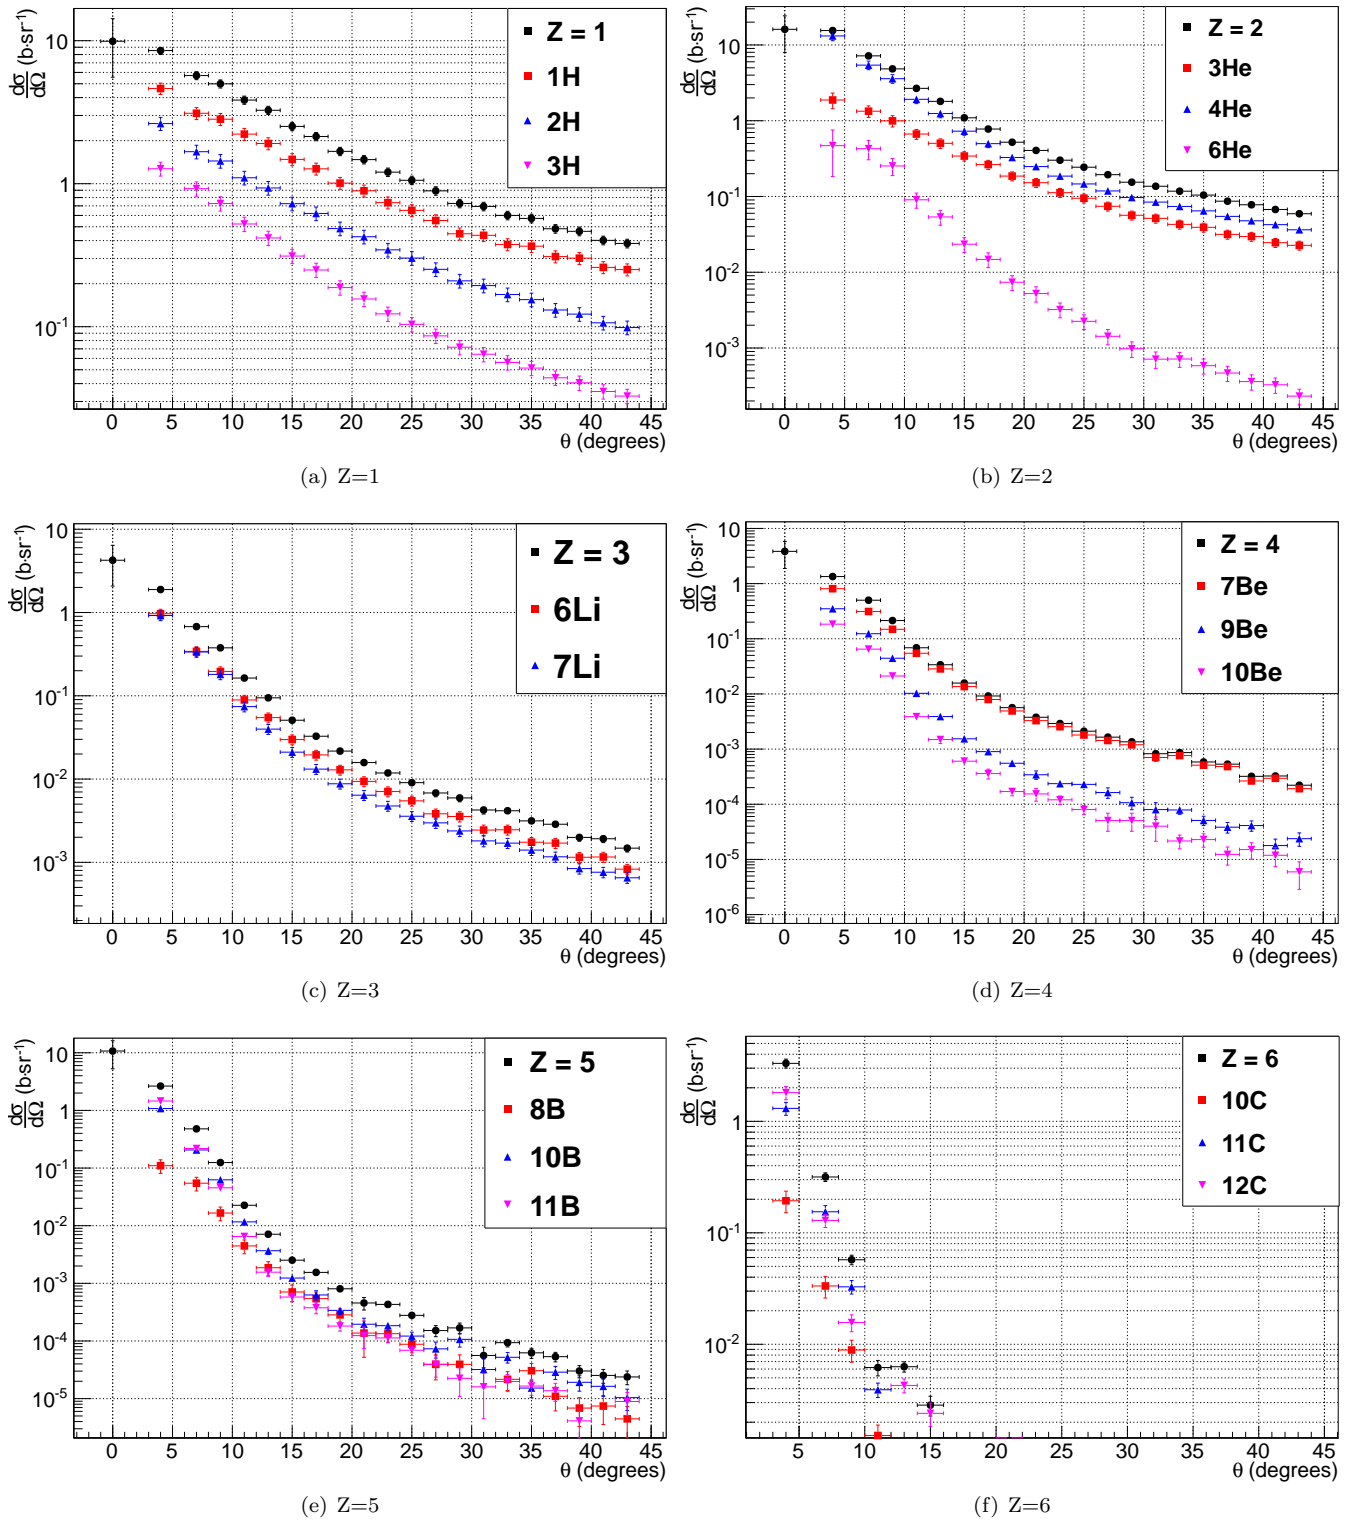 dσ/dΩ (b·sr⁻¹)
Z = 1
1H
2H
3H
10
1
10⁻¹
0 5 10 15 20 25 30 35 40 45
θ (degrees)
(a) Z=1
dσ/dΩ (b·sr⁻¹)
Z = 2
3He
4He
6He
10
1
10⁻¹
10⁻²
10⁻³
0 5 10 15 20 25 30 35 40 45
θ (degrees)
(b) Z=2
dσ/dΩ (b·sr⁻¹)
Z = 3
6Li
7Li
10
1
10⁻¹
10⁻²
10⁻³
0 5 10 15 20 25 30 35 40 45
θ (degrees)
(c) Z=3
dσ/dΩ (b·sr⁻¹)
Z = 4
7Be
9Be
10Be
10
1
10⁻¹
10⁻²
10⁻³
10⁻⁴
10⁻⁵
10⁻⁶
0 5 10 15 20 25 30 35 40 45
θ (degrees)
(d) Z=4
dσ/dΩ (b·sr⁻¹)
Z = 5
8B
10B
11B
10
1
10⁻¹
10⁻²
10⁻³
10⁻⁴
10⁻⁵
0 5 10 15 20 25 30 35 40 45
θ (degrees)
(e) Z=5
dσ/dΩ (b·sr⁻¹)
Z = 6
10C
11C
12C
1
10⁻¹
10⁻²
5 10 15 20 25 30 35 40 45
θ (degrees)
(f) Z=6